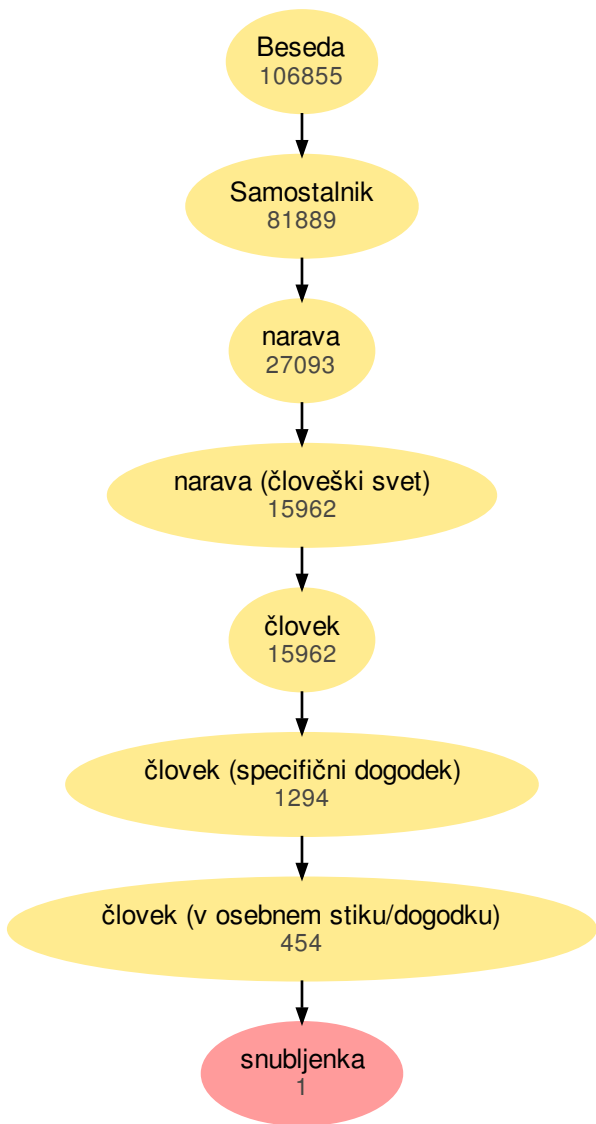 Beseda
106855
Samostalnik
81889
narava
27093
narava (človeški svet)
15962
človek
15962
človek (specifični dogodek)
1294
človek (v osebnem stiku/dogodku)
454
snubljenka
1